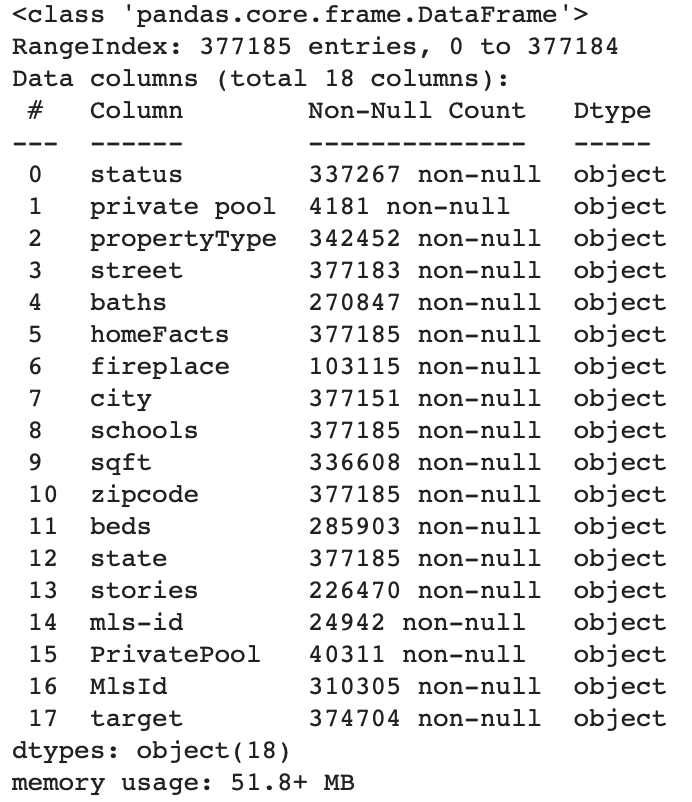 <class 'pandas.core.frame.DataFrame'>
RangeIndex: 377185 entries, 0 to 377184
Data columns (total 18 columns):
 #   Column        Non-Null Count   Dtype
---  ------        --------------   -----
 0   status        337267 non-null  object
 1   private pool  4181 non-null    object
 2   propertyType  342452 non-null  object
 3   street        377183 non-null  object
 4   baths         270847 non-null  object
 5   homeFacts     377185 non-null  object
 6   fireplace     103115 non-null  object
 7   city          377151 non-null  object
 8   schools       377185 non-null  object
 9   sqft          336608 non-null  object
 10  zipcode       377185 non-null  object
 11  beds          285903 non-null  object
 12  state         377185 non-null  object
 13  stories       226470 non-null  object
 14  mls-id        24942 non-null   object
 15  PrivatePool   40311 non-null   object
 16  MlsId         310305 non-null  object
 17  target        374704 non-null  object
dtypes: object(18)
memory usage: 51.8+ MB